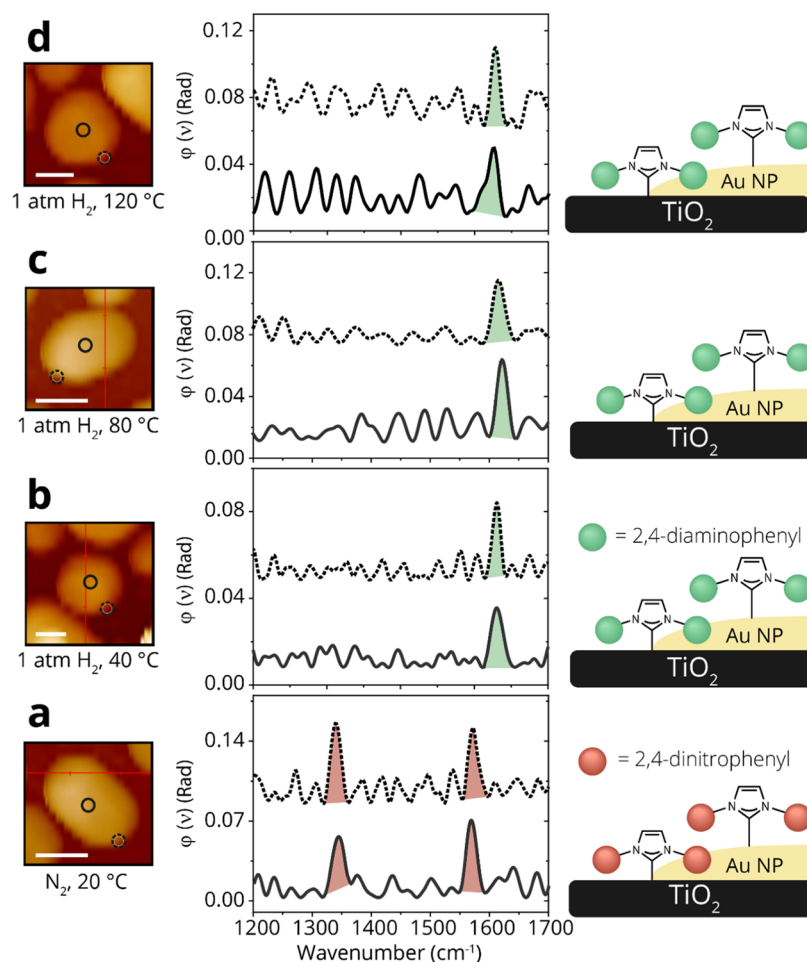 d
1 atm H₂, 120 °C
φ (ν) (Rad)
0.12
0.08
0.04
0.00
N
N
Au NP
TiO₂
c
1 atm H₂, 80 °C
φ (ν) (Rad)
0.12
0.08
0.04
0.00
N
N
Au NP
TiO₂
b
1 atm H₂, 40 °C
φ (ν) (Rad)
0.08
0.04
0.00
= 2,4-diaminophenyl
N
N
Au NP
TiO₂
a
N₂, 20 °C
φ (ν) (Rad)
0.14
0.07
0.00
1200 1300 1400 1500 1600 1700
Wavenumber (cm⁻¹)
= 2,4-dinitrophenyl
N
N
Au NP
TiO₂